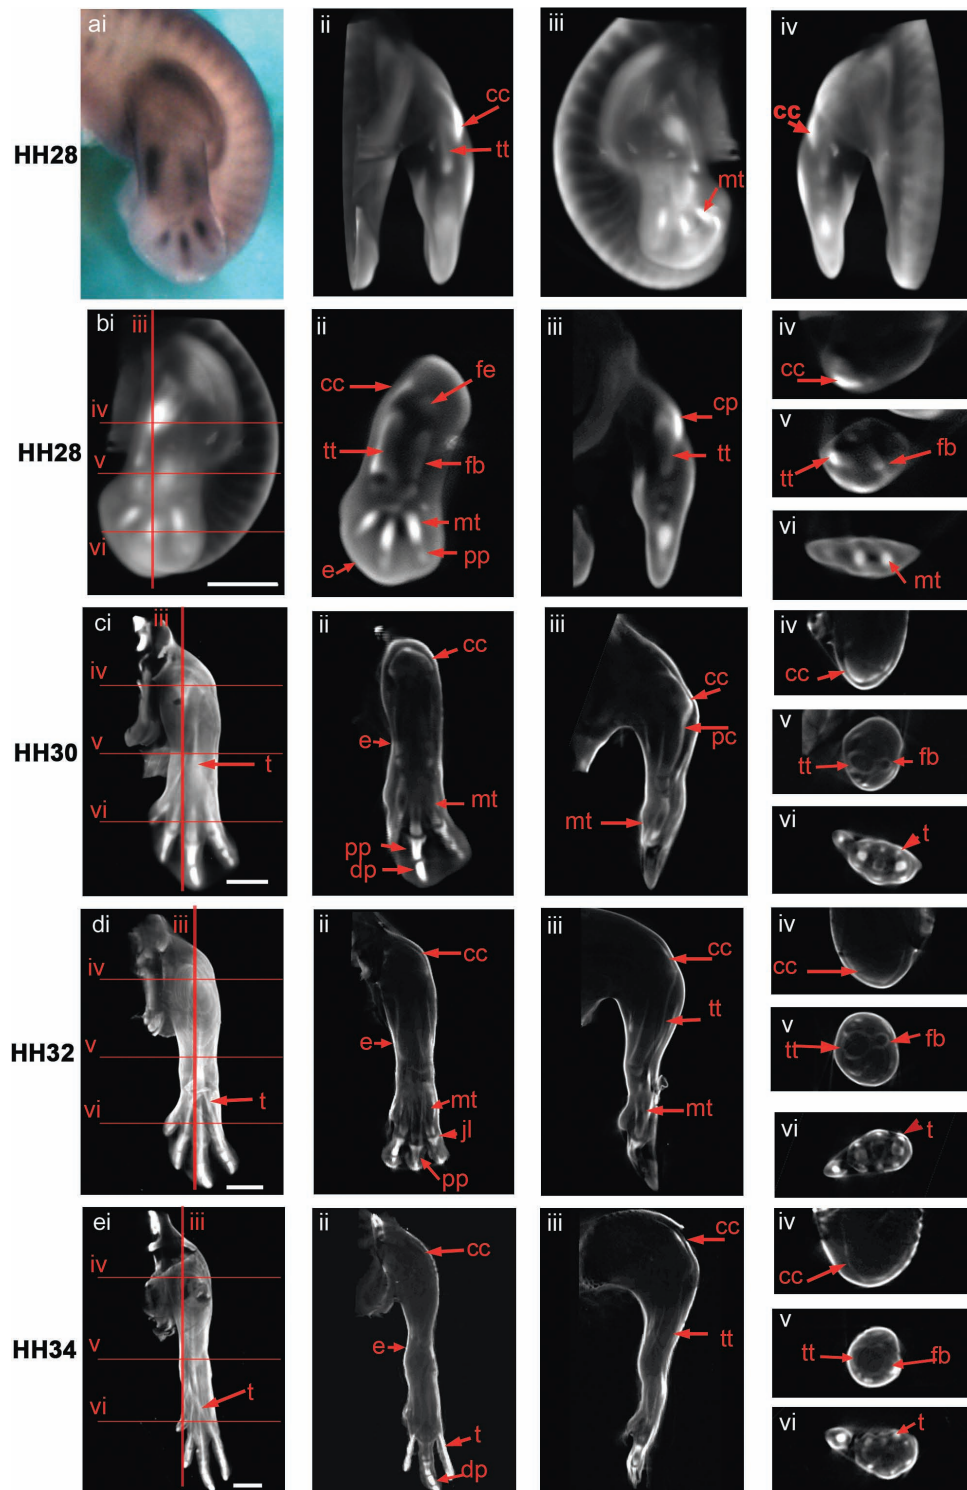 ai
ii
iii
iv
HH28
cc
tt
mt
cc
bi
iii
ii
iii
iv
iv
v
vi
HH28
cc
fe
tt
fb
mt
pp
e
cp
tt
cc
v
tt
fb
vi
mt
ci
iii
ii
iii
iv
iv
v
vi
HH30
t
cc
e
mt
pp
dp
cc
pc
mt
cc
v
tt
fb
vi
t
di
iii
ii
iii
iv
iv
v
vi
HH32
t
cc
e
mt
jl
pp
cc
tt
mt
cc
v
tt
fb
vi
t
ei
iii
ii
iii
iv
iv
v
vi
HH34
t
cc
e
t
dp
cc
tt
cc
v
tt
fb
vi
t